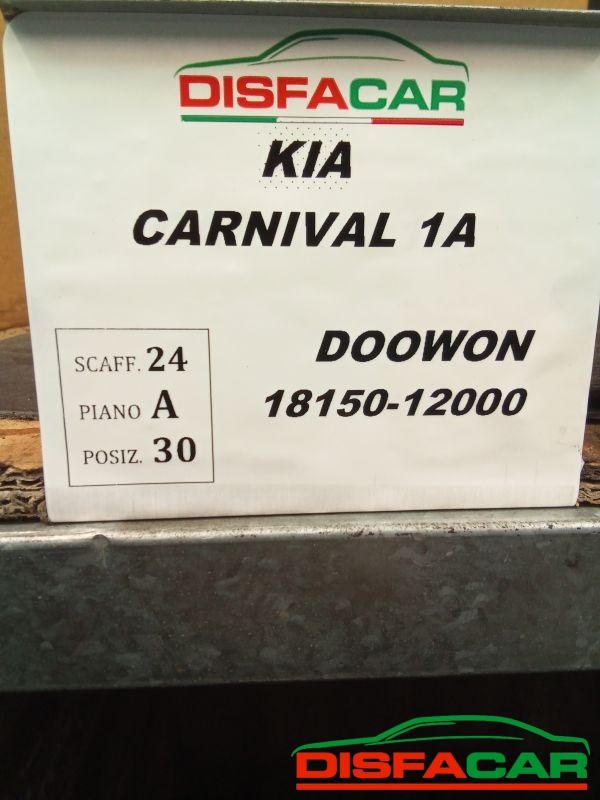 DISFACAR
KIA
CARNIVAL 1A
SCAFF. 24
PIANO A
POSIZ. 30
DOOWON
18150-12000
DISFACAR